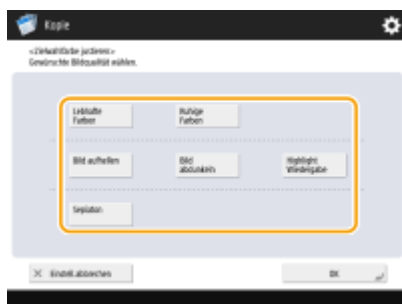 Kopie
<Zielwahlfarbe justieren>
Gewünschte Bildqualität wählen.
Lebhafte
Farben
Ruhige
Farben
Bild aufhellen
Bild
abdunkeln
Highlight
Wiedergabe
Sepiaton
Einstell.abbrechen
OK